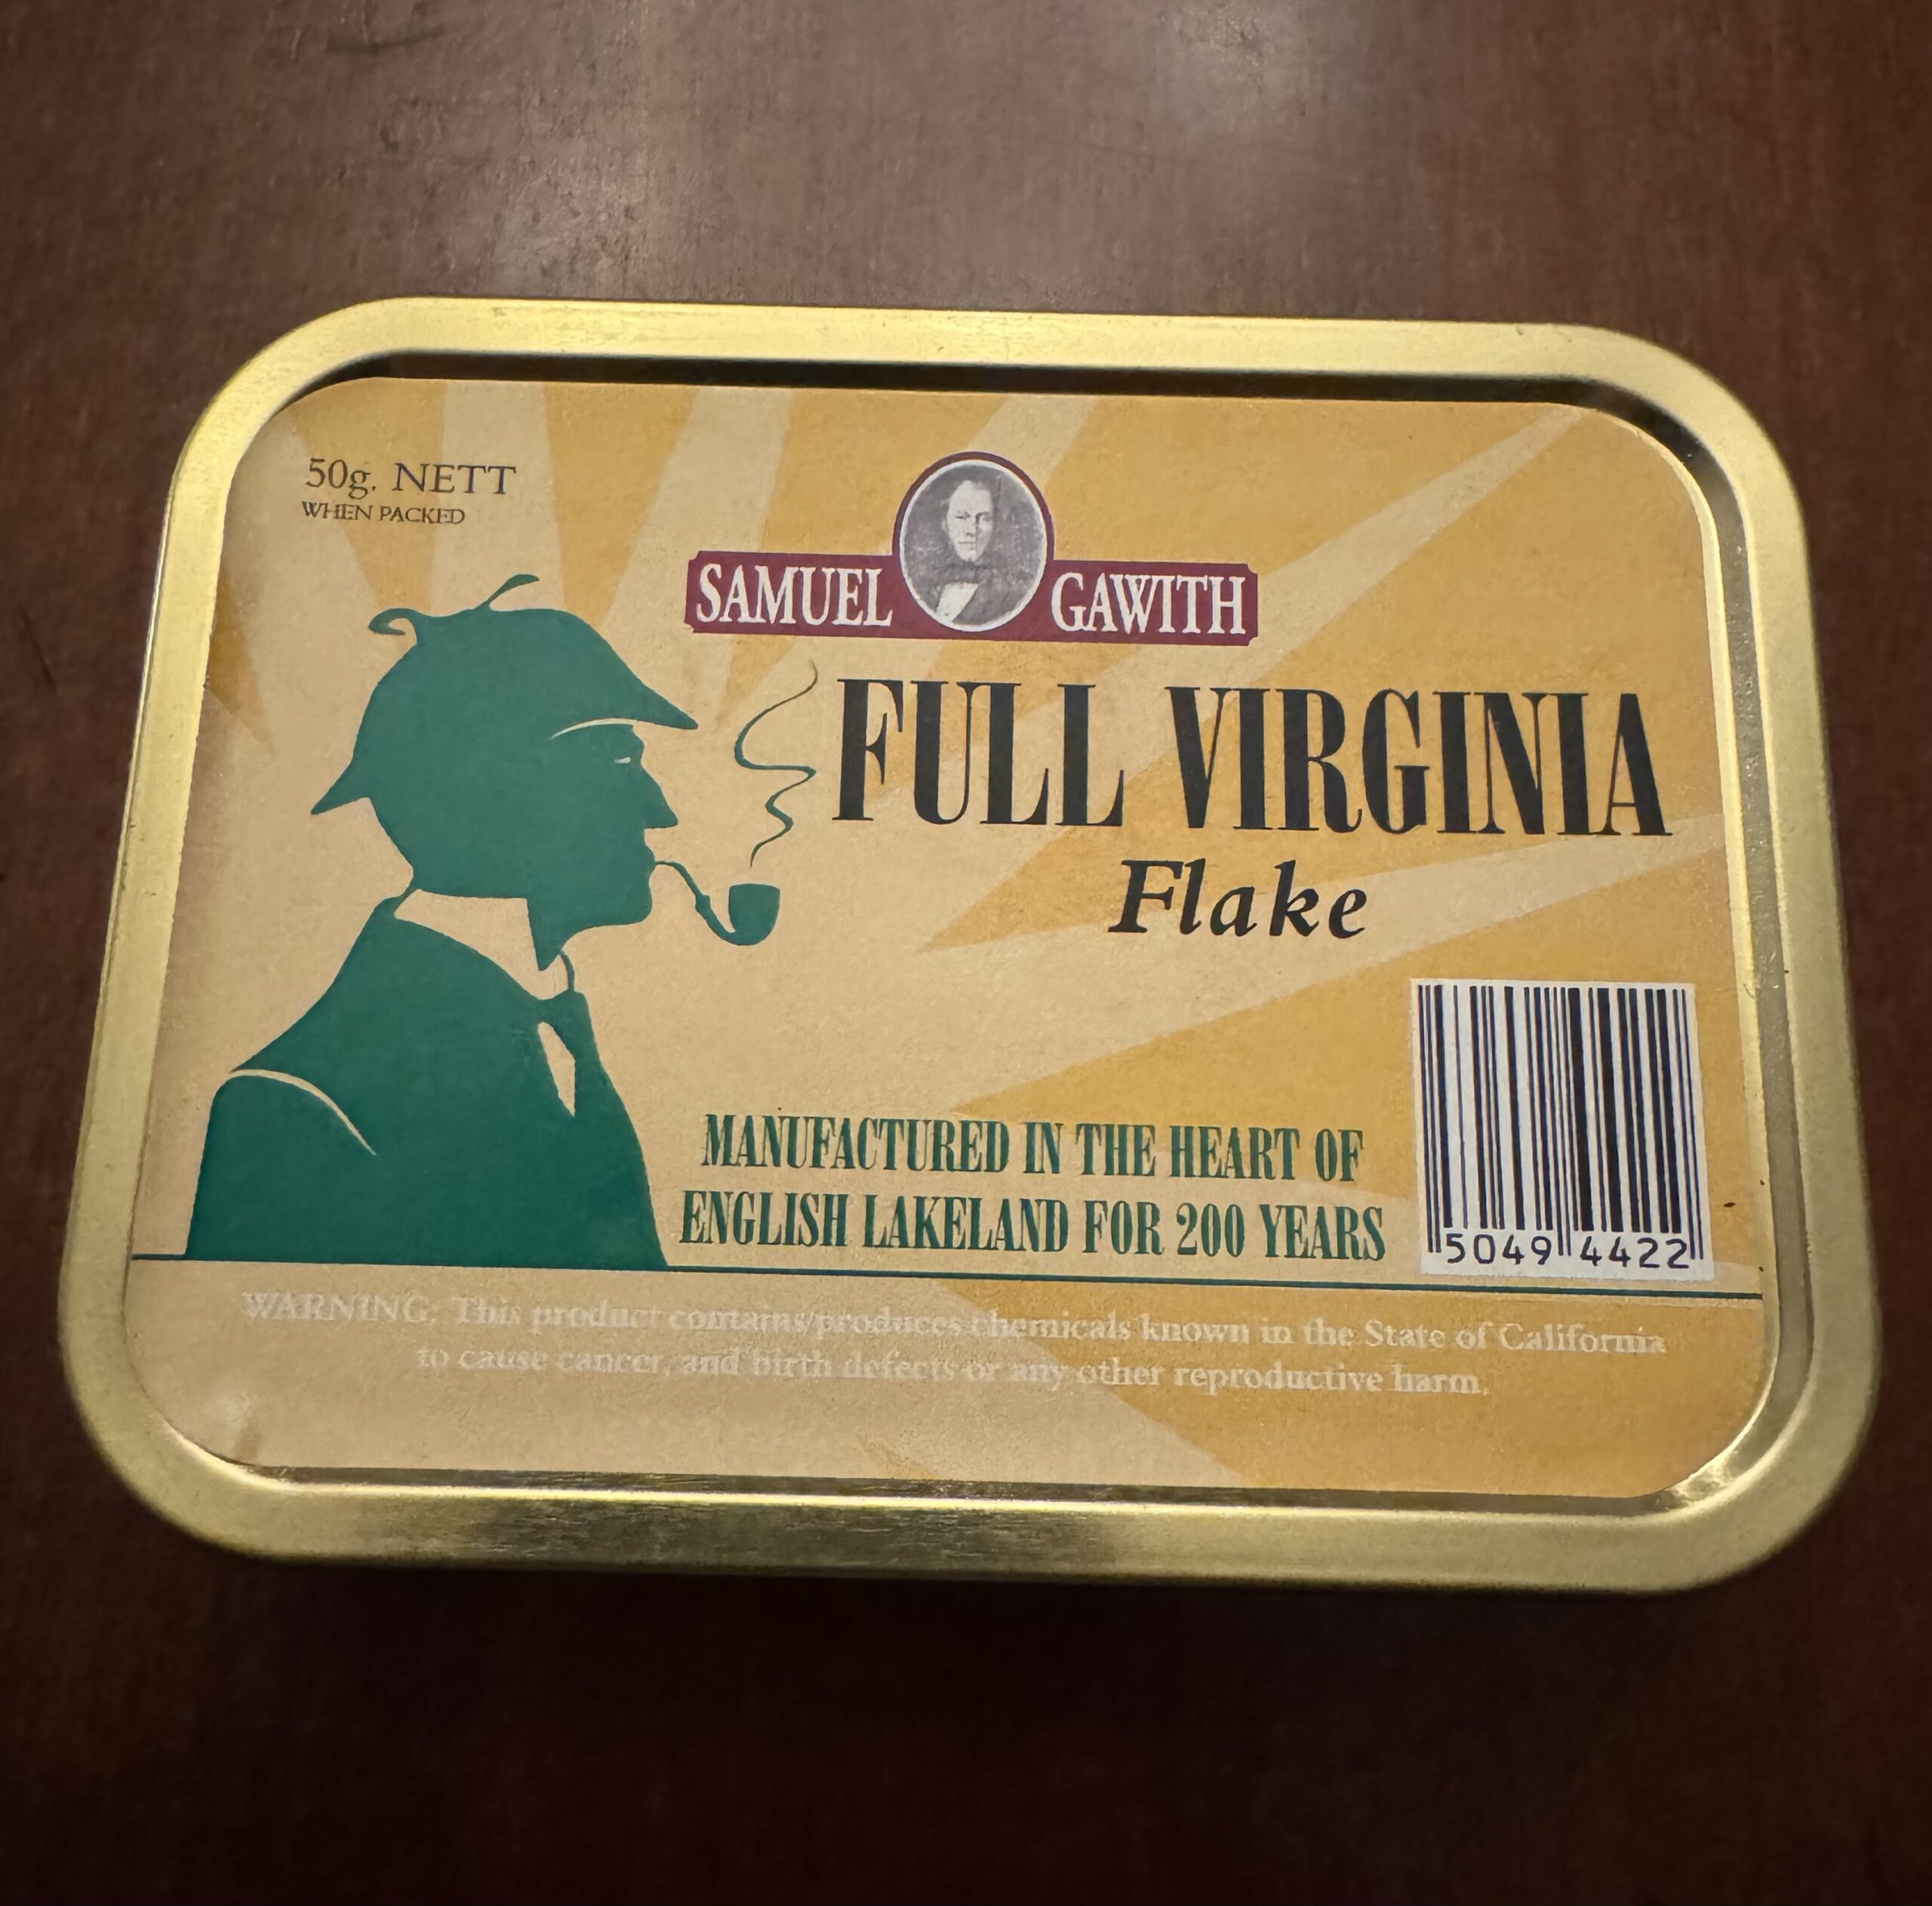 50g. NETT
WHEN PACKED
SAMUEL GAWITH
FULL VIRGINIA
Flake
MANUFACTURED IN THE HEART OF
ENGLISH LAKELAND FOR 200 YEARS
5049 4422
WARNING: This product contains/produces chemicals known in the State of California
to cause cancer, and birth defects or any other reproductive harm.